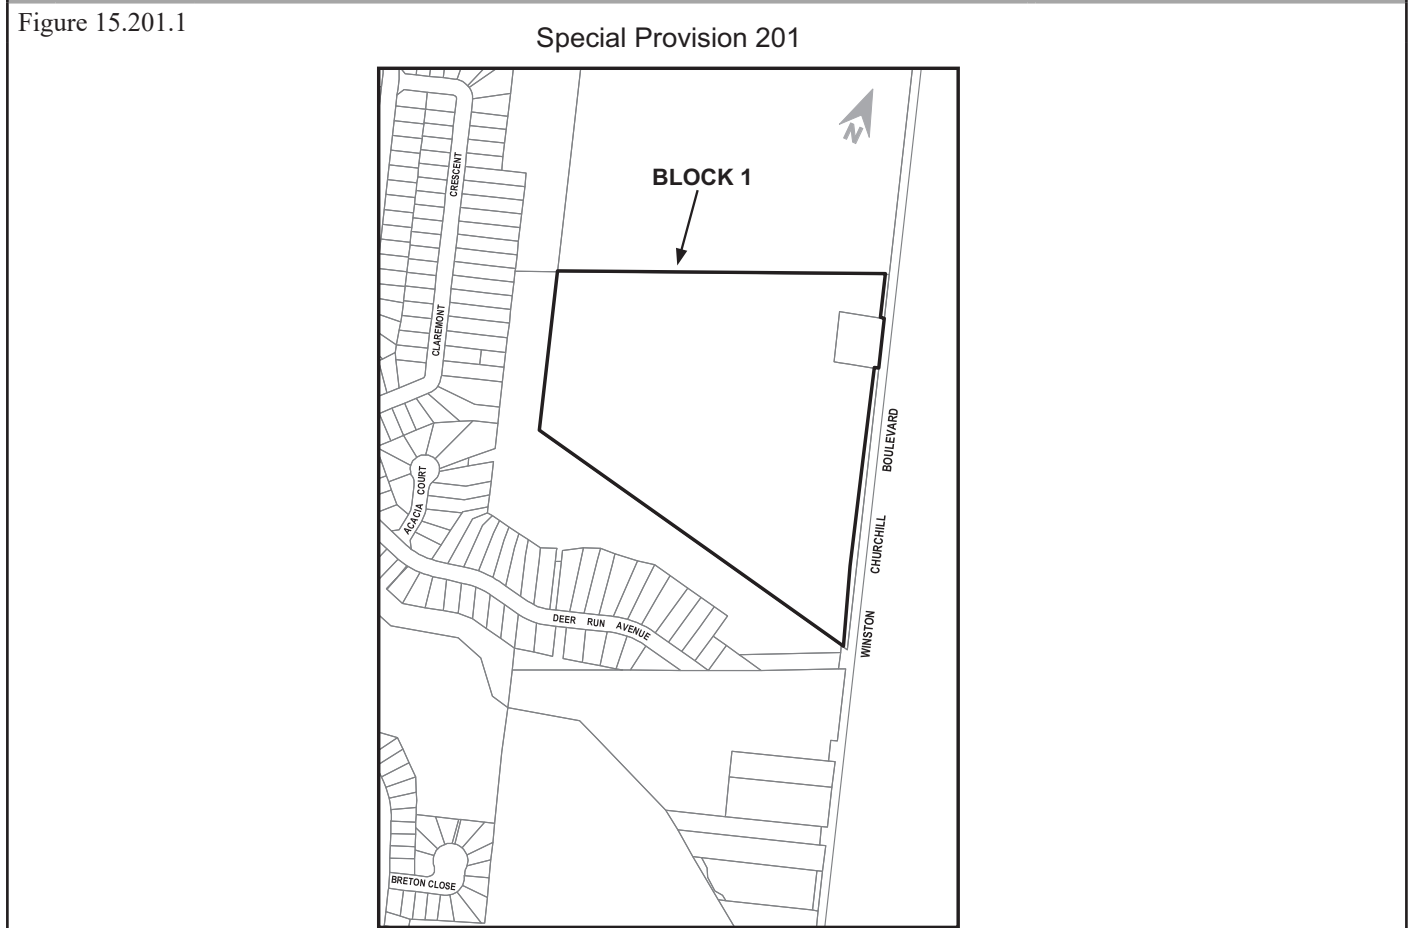 Figure 15.201.1
Special Provision 201
N
BLOCK 1
CRESCENT
CLAREMONT
BOULEVARD
ACACIA COURT
CHURCHILL
DEER RUN AVENUE
WINSTON
BRETON CLOSE